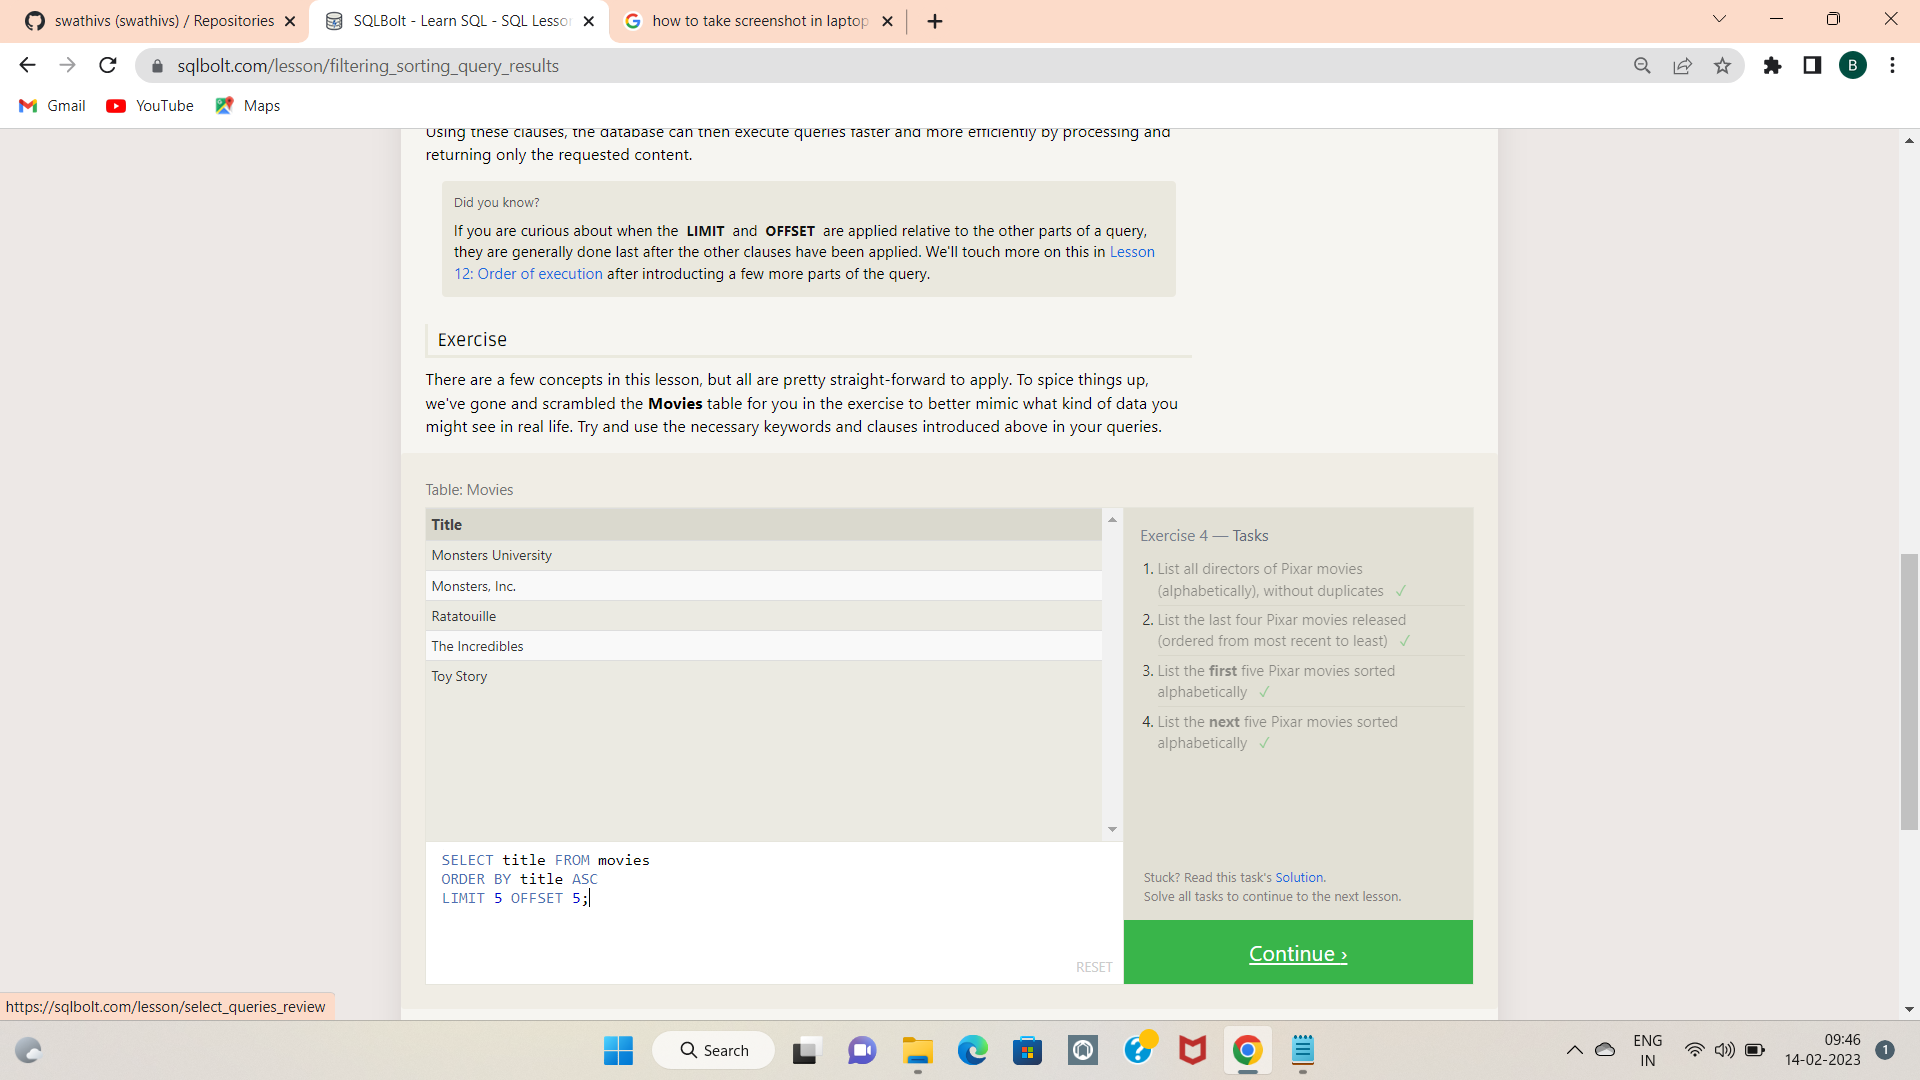 swathivs (swathivs) / Repositories
SQLBolt - Learn SQL - SQL Lesso
how to take screenshot in laptop
sqlbolt.com/lesson/filtering_sorting_query_results
B
Gmail
YouTube
Maps
Using these clauses, the database can then execute queries faster and more efficiently by processing and
returning only the requested content.
Did you know?
If you are curious about when the LIMIT and OFFSET are applied relative to the other parts of a query,
they are generally done last after the other clauses have been applied. We'll touch more on this in Lesson
12: Order of execution after introducting a few more parts of the query.
Exercise
There are a few concepts in this lesson, but all are pretty straight-forward to apply. To spice things up,
we've gone and scrambled the Movies table for you in the exercise to better mimic what kind of data you
might see in real life. Try and use the necessary keywords and clauses introduced above in your queries.
Table: Movies
Title
Monsters University
Monsters, Inc.
Ratatouille
The Incredibles
Toy Story
SELECT title FROM movies
ORDER BY title ASC
LIMIT 5 OFFSET 5;
RESET
Exercise 4 — Tasks
1. List all directors of Pixar movies
(alphabetically), without duplicates ✓
2. List the last four Pixar movies released
(ordered from most recent to least) ✓
3. List the first five Pixar movies sorted
alphabetically ✓
4. List the next five Pixar movies sorted
alphabetically ✓
Stuck? Read this task's Solution.
Solve all tasks to continue to the next lesson.
Continue ›
https://sqlbolt.com/lesson/select_queries_review
Search
ENG
IN
09:46
14-02-2023
1